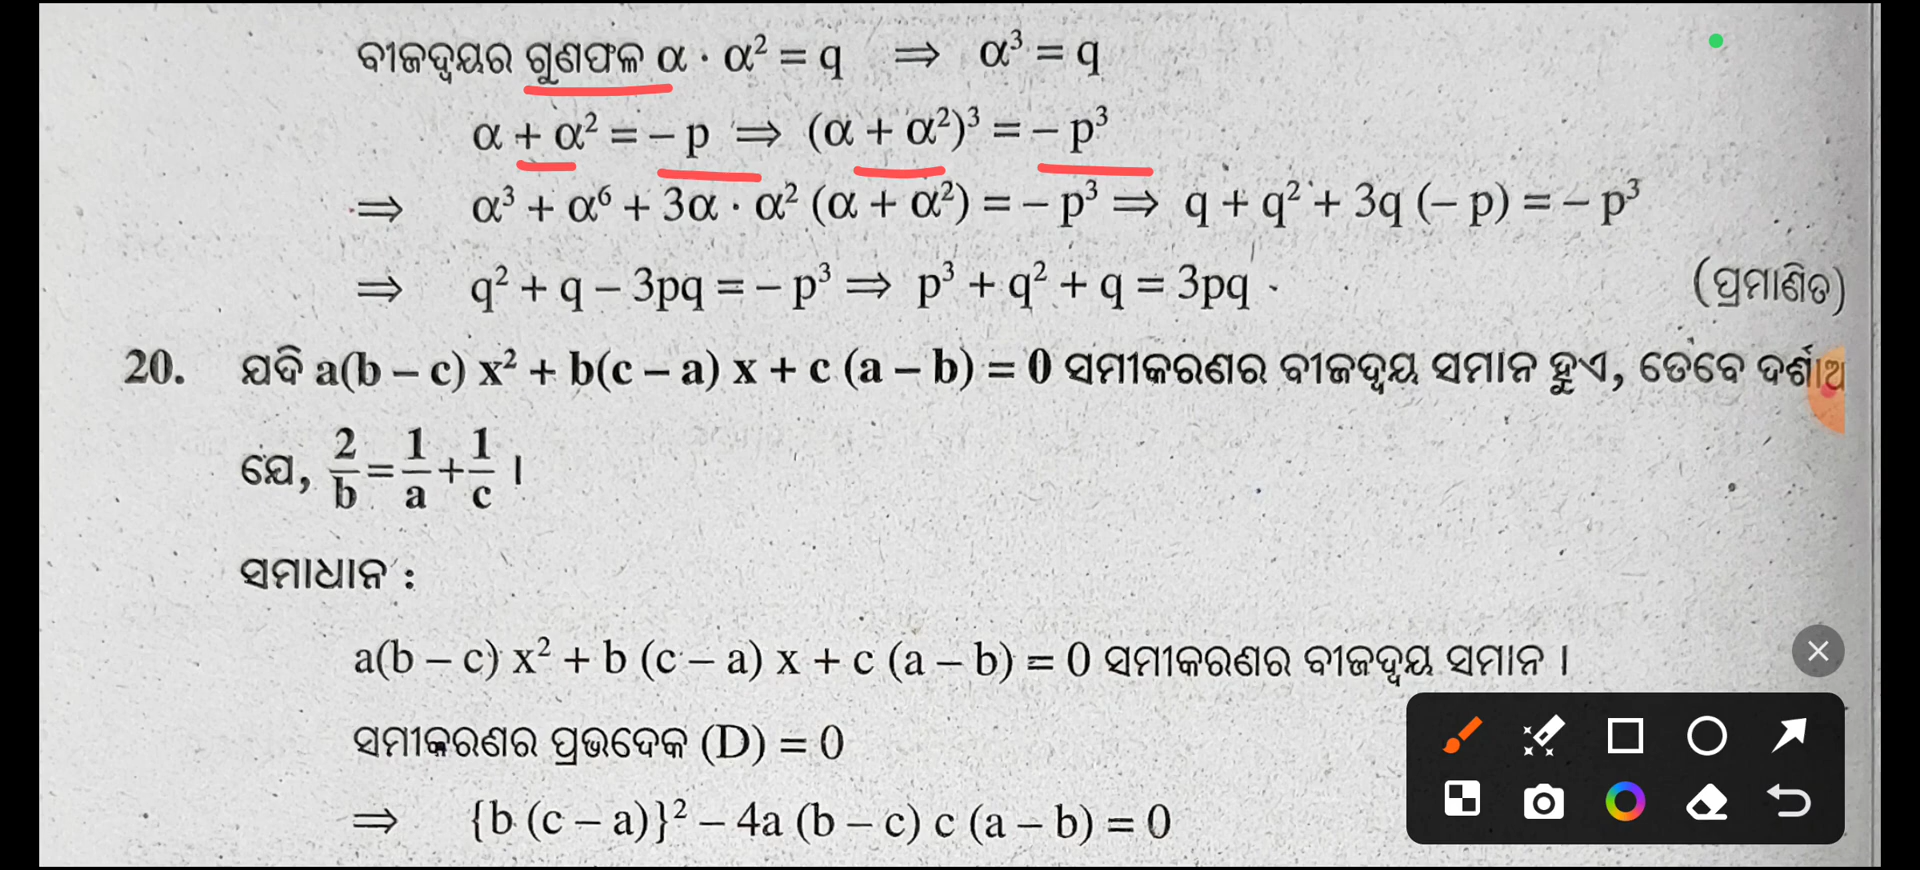 ବୀଜଦ୍ୱୟର ଗୁଣଫଳ α · α² = q ⇒ α³ = q
α + α² = – p ⇒ (α + α²)³ = – p³
⇒ α³ + α⁶ + 3α · α² (α + α²) = – p³ ⇒ q + q² + 3q (– p) = – p³
⇒ q² + q – 3pq = – p³ ⇒ p³ + q² + q = 3pq · (ପ୍ରମାଣିତ)
20. ଯଦି a(b – c) x² + b(c – a) x + c (a – b) = 0 ସମୀକରଣର ବୀଜଦ୍ୱୟ ସମାନ ହୁଏ, ତେବେ ଦର୍ଶାଅ
ଯେ, 2/b = 1/a + 1/c ।
ସମାଧାନ :
a(b – c) x² + b (c – a) x + c (a – b) = 0 ସମୀକରଣର ବୀଜଦ୍ୱୟ ସମାନ ।
ସମୀକରଣର ପ୍ରଭଦେକ (D) = 0
⇒ {b (c – a)}² – 4a (b – c) c (a – b) = 0